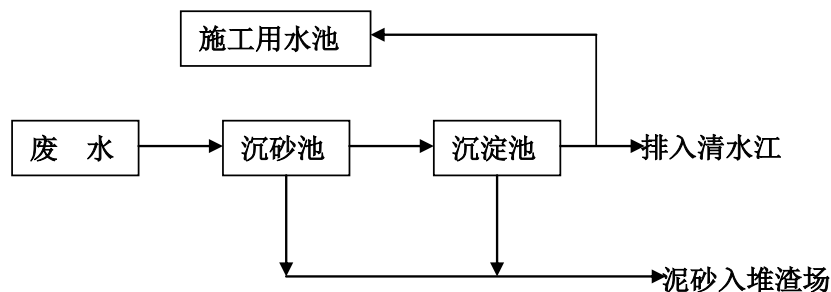 施工用水池
废 水
沉砂池
沉淀池
排入清水江
泥砂入堆渣场